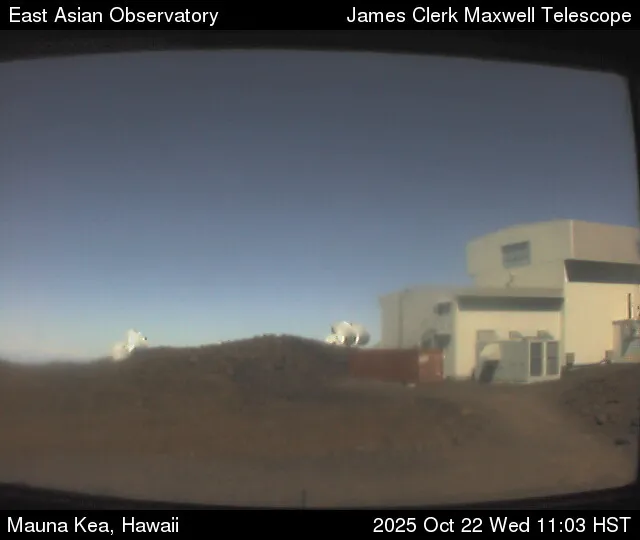 East Asian Observatory
James Clerk Maxwell Telescope
Mauna Kea, Hawaii
2025 Oct 22 Wed 11:03 HST